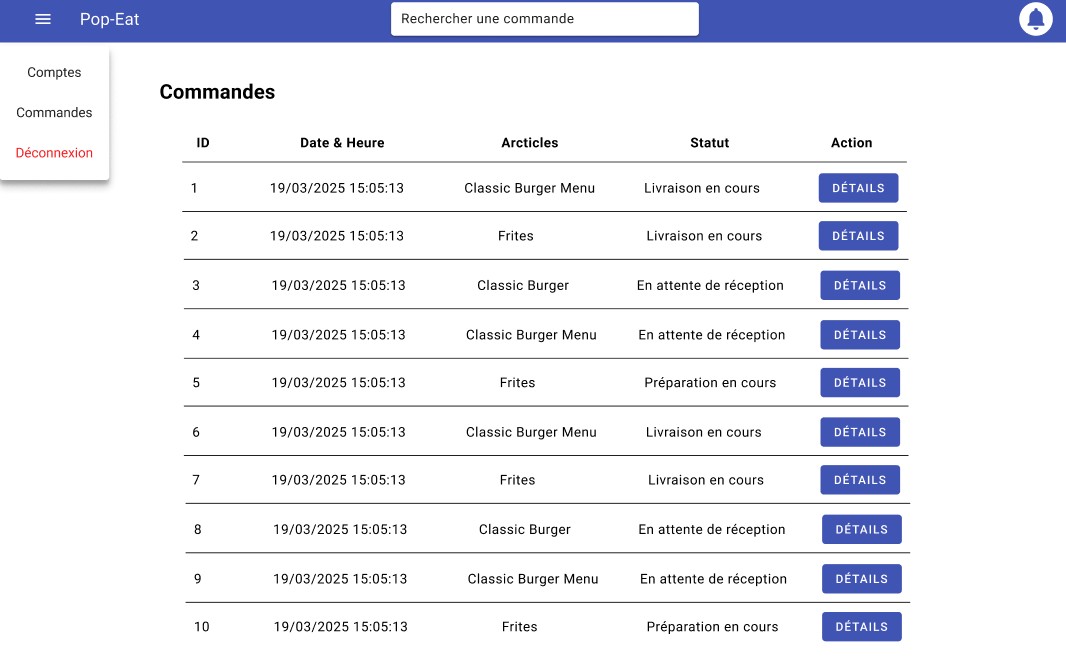 Pop-Eat
Rechercher une commande
Comptes
Commandes
Déconnexion
Commandes
ID Date & Heure Arcticles Statut Action
1 19/03/2025 15:05:13 Classic Burger Menu Livraison en cours DÉTAILS
2 19/03/2025 15:05:13 Frites Livraison en cours DÉTAILS
3 19/03/2025 15:05:13 Classic Burger En attente de réception DÉTAILS
4 19/03/2025 15:05:13 Classic Burger Menu En attente de réception DÉTAILS
5 19/03/2025 15:05:13 Frites Préparation en cours DÉTAILS
6 19/03/2025 15:05:13 Classic Burger Menu Livraison en cours DÉTAILS
7 19/03/2025 15:05:13 Frites Livraison en cours DÉTAILS
8 19/03/2025 15:05:13 Classic Burger En attente de réception DÉTAILS
9 19/03/2025 15:05:13 Classic Burger Menu En attente de réception DÉTAILS
10 19/03/2025 15:05:13 Frites Préparation en cours DÉTAILS